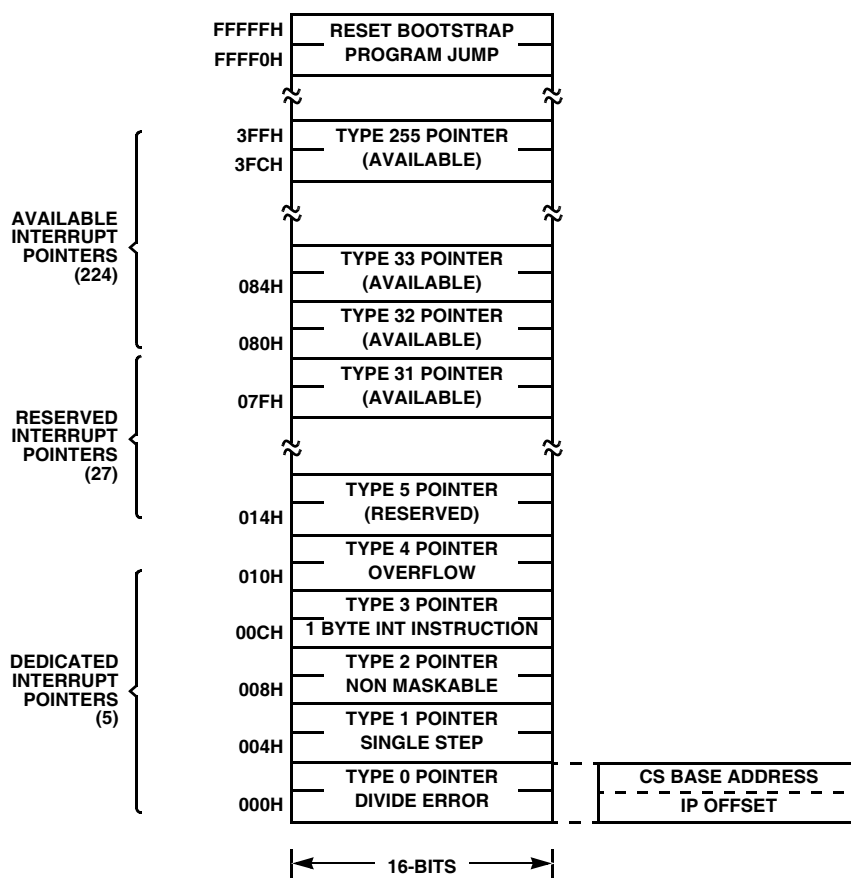 FFFFFH
RESET BOOTSTRAP
FFFF0H
PROGRAM JUMP
3FFH
TYPE 255 POINTER
3FCH
(AVAILABLE)
AVAILABLE
INTERRUPT
POINTERS
(224)
TYPE 33 POINTER
084H
(AVAILABLE)
TYPE 32 POINTER
080H
(AVAILABLE)
TYPE 31 POINTER
07FH
(AVAILABLE)
RESERVED
INTERRUPT
POINTERS
(27)
TYPE 5 POINTER
014H
(RESERVED)
TYPE 4 POINTER
010H
OVERFLOW
TYPE 3 POINTER
00CH
1 BYTE INT INSTRUCTION
DEDICATED
INTERRUPT
POINTERS
(5)
TYPE 2 POINTER
008H
NON MASKABLE
TYPE 1 POINTER
004H
SINGLE STEP
TYPE 0 POINTER
000H
DIVIDE ERROR
CS BASE ADDRESS
IP OFFSET
16-BITS